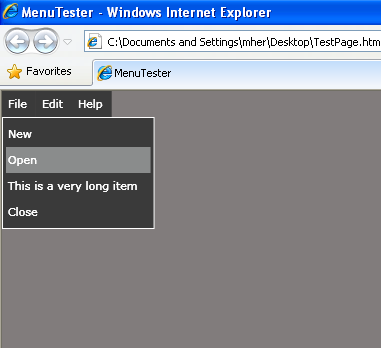 MenuTester - Windows Internet Explorer
C:\Documents and Settings\mher\Desktop\TestPage.htm
Favorites MenuTester
File Edit Help
New
Open
This is a very long item
Close